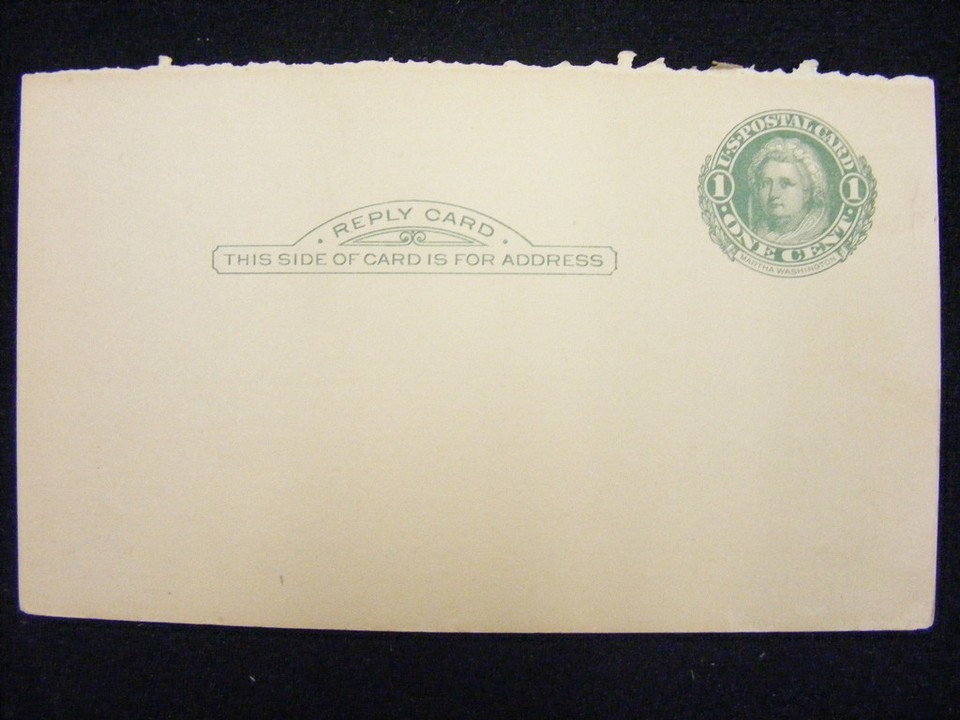 REPLY CARD
THIS SIDE OF CARD IS FOR ADDRESS
U·S·POSTAL CARD
1 1
·ONE CENT·
MARTHA WASHINGTON